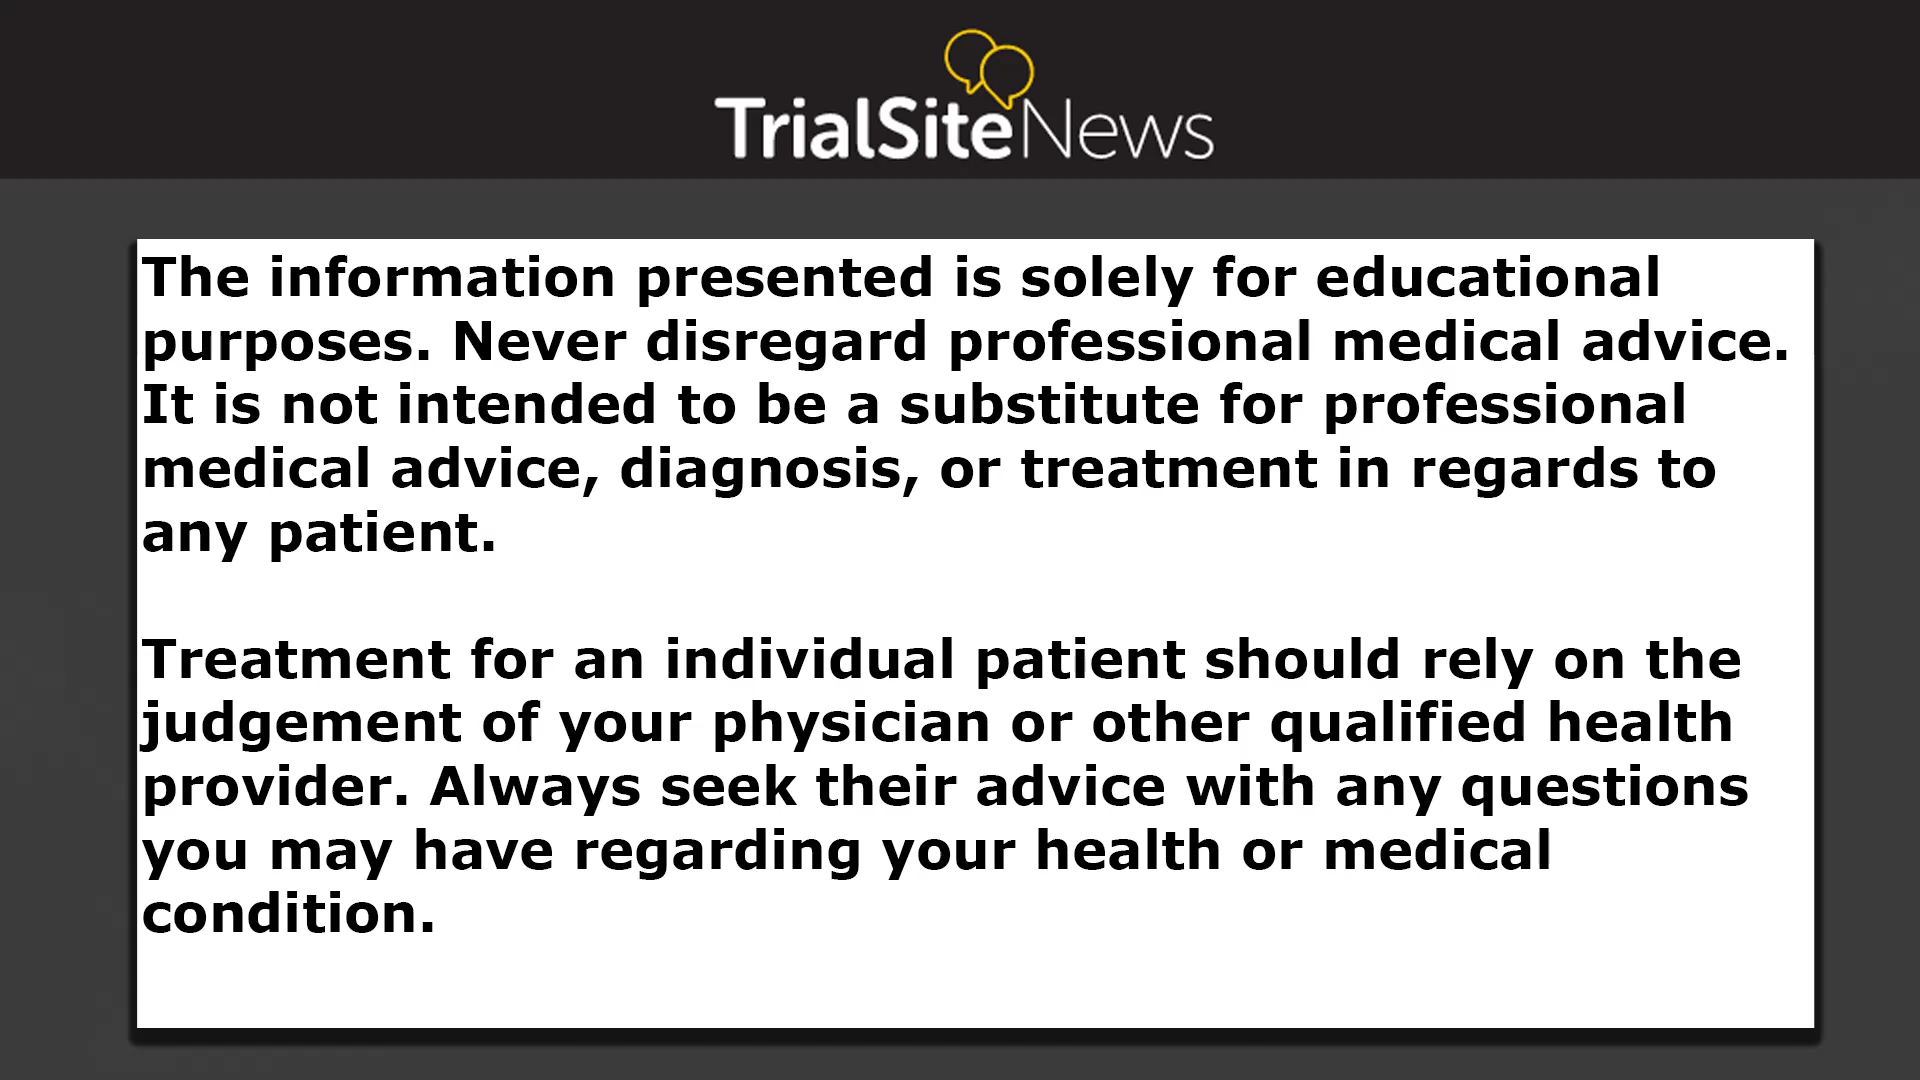 TrialSiteNews
The information presented is solely for educational
purposes. Never disregard professional medical advice.
It is not intended to be a substitute for professional
medical advice, diagnosis, or treatment in regards to
any patient.
Treatment for an individual patient should rely on the
judgement of your physician or other qualified health
provider. Always seek their advice with any questions
you may have regarding your health or medical
condition.